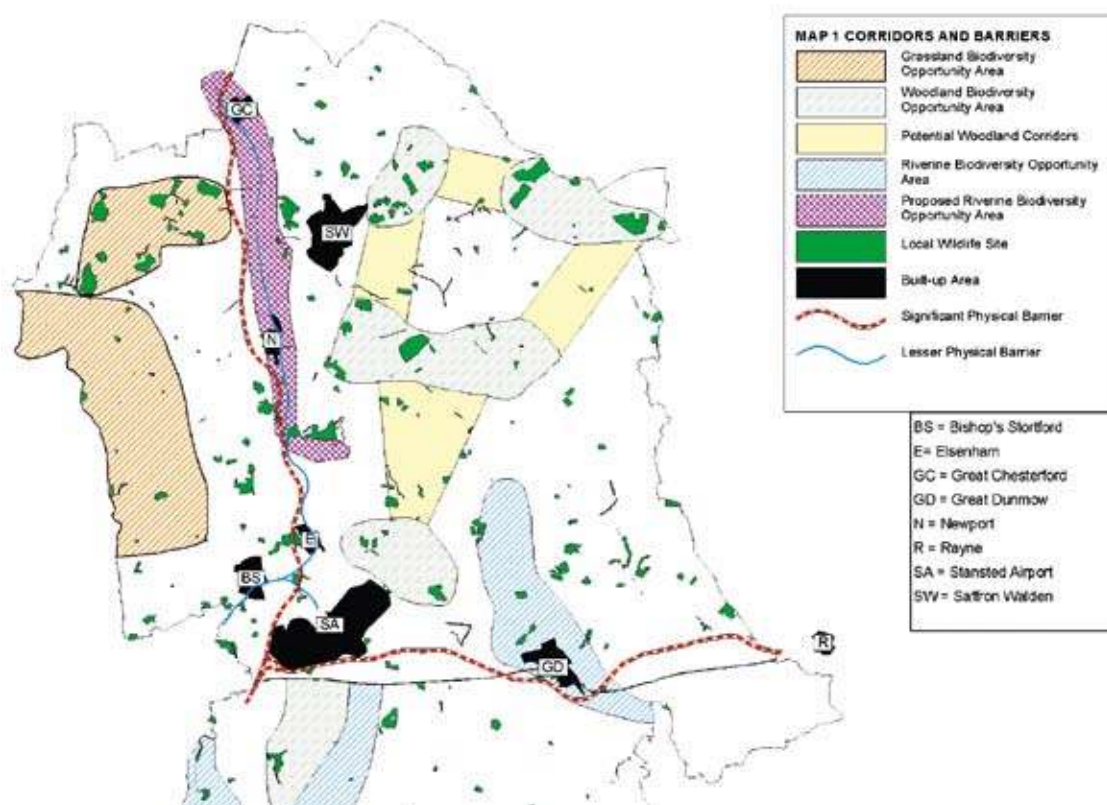 MAP 1 CORRIDORS AND BARRIERS
Grassland Biodiversity
Opportunity Area
Woodland Biodiversity
Opportunity Area
Potential Woodland Corridors
Riverine Biodiversity Opportunity
Area
Proposed Riverine Biodiversity
Opportunity Area
Local Wildlife Site
Built-up Area
Significant Physical Barrier
Lesser Physical Barrier
BS = Bishop's Stortford
E= Elsenham
GC = Great Chesterford
GD = Great Dunmow
N = Newport
R = Rayne
SA = Stansted Airport
SW = Saffron Walden
GC
SW
N
E
BS
SA
GD
R